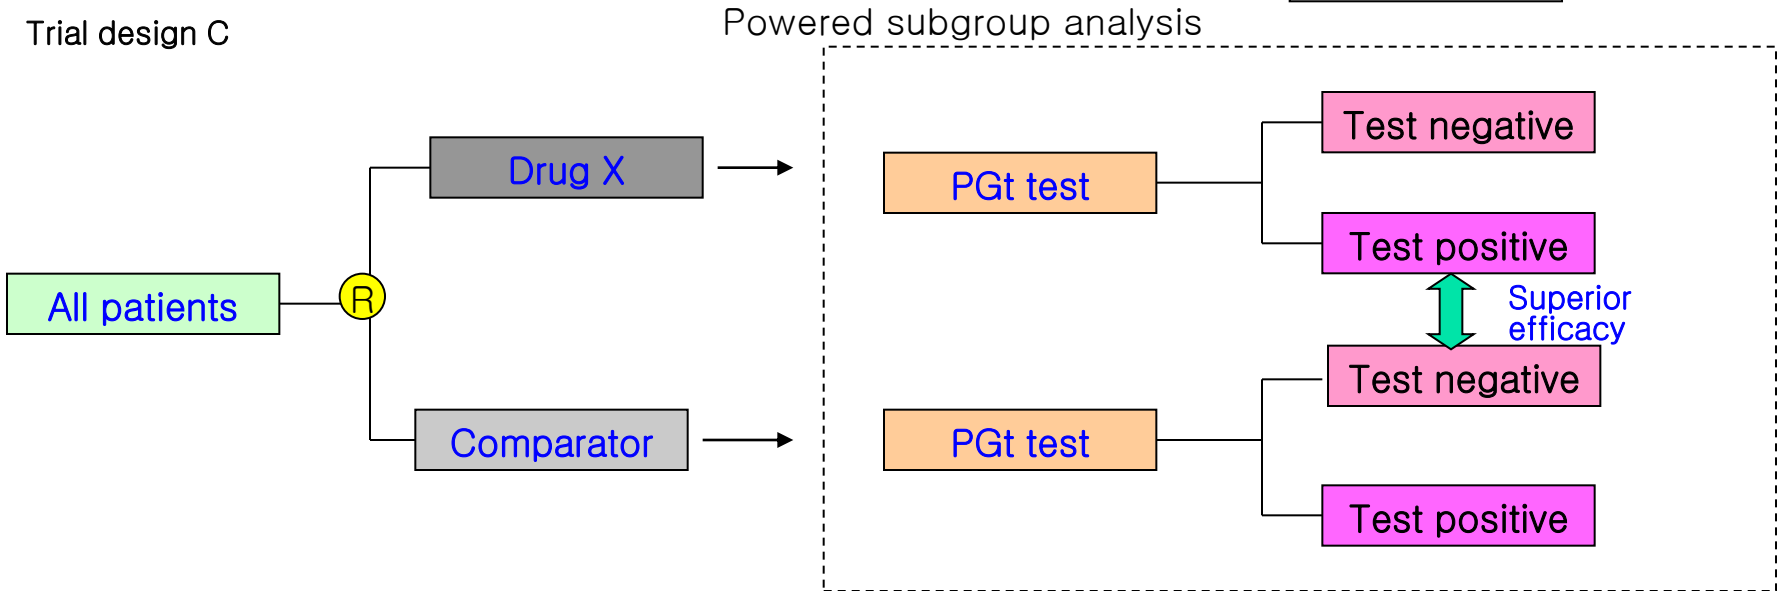 Powered subgroup analysis
Trial design C
Test negative
Drug X
PGt test
Test positive
All patients
R
Superior
efficacy
Test negative
Comparator
PGt test
Test positive